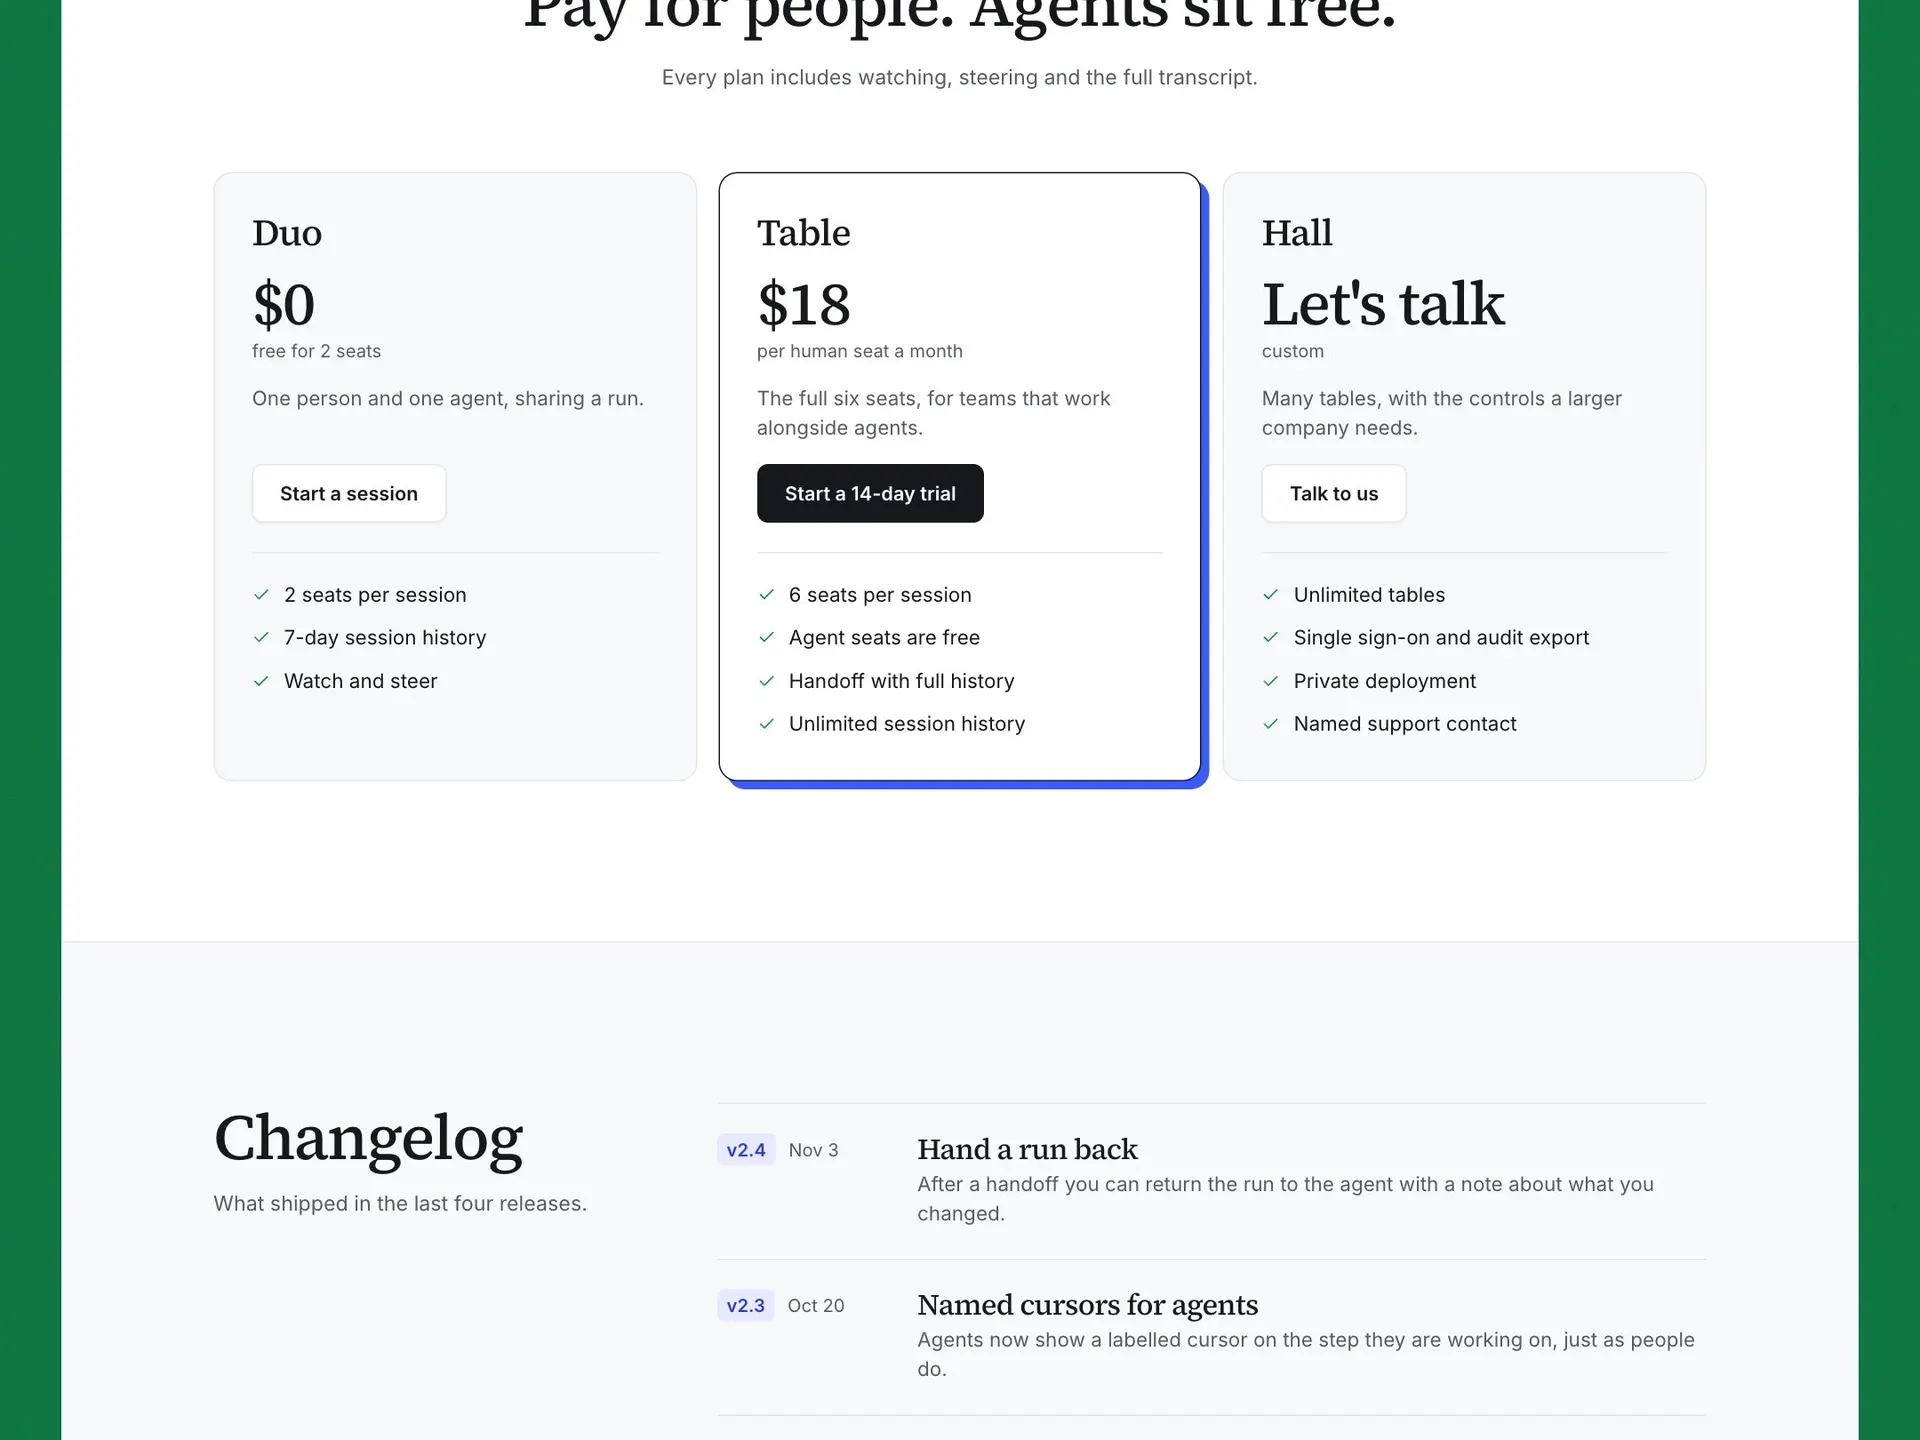 Pay for people. Agents sit free.
Every plan includes watching, steering and the full transcript.
Duo
$0
free for 2 seats
One person and one agent, sharing a run.
Start a session
2 seats per session
7-day session history
Watch and steer
Table
$18
per human seat a month
The full six seats, for teams that work
alongside agents.
Start a 14-day trial
6 seats per session
Agent seats are free
Handoff with full history
Unlimited session history
Hall
Let's talk
custom
Many tables, with the controls a larger
company needs.
Talk to us
Unlimited tables
Single sign-on and audit export
Private deployment
Named support contact
Changelog
What shipped in the last four releases.
v2.4 Nov 3
Hand a run back
After a handoff you can return the run to the agent with a note about what you
changed.
v2.3 Oct 20
Named cursors for agents
Agents now show a labelled cursor on the step they are working on, just as people
do.